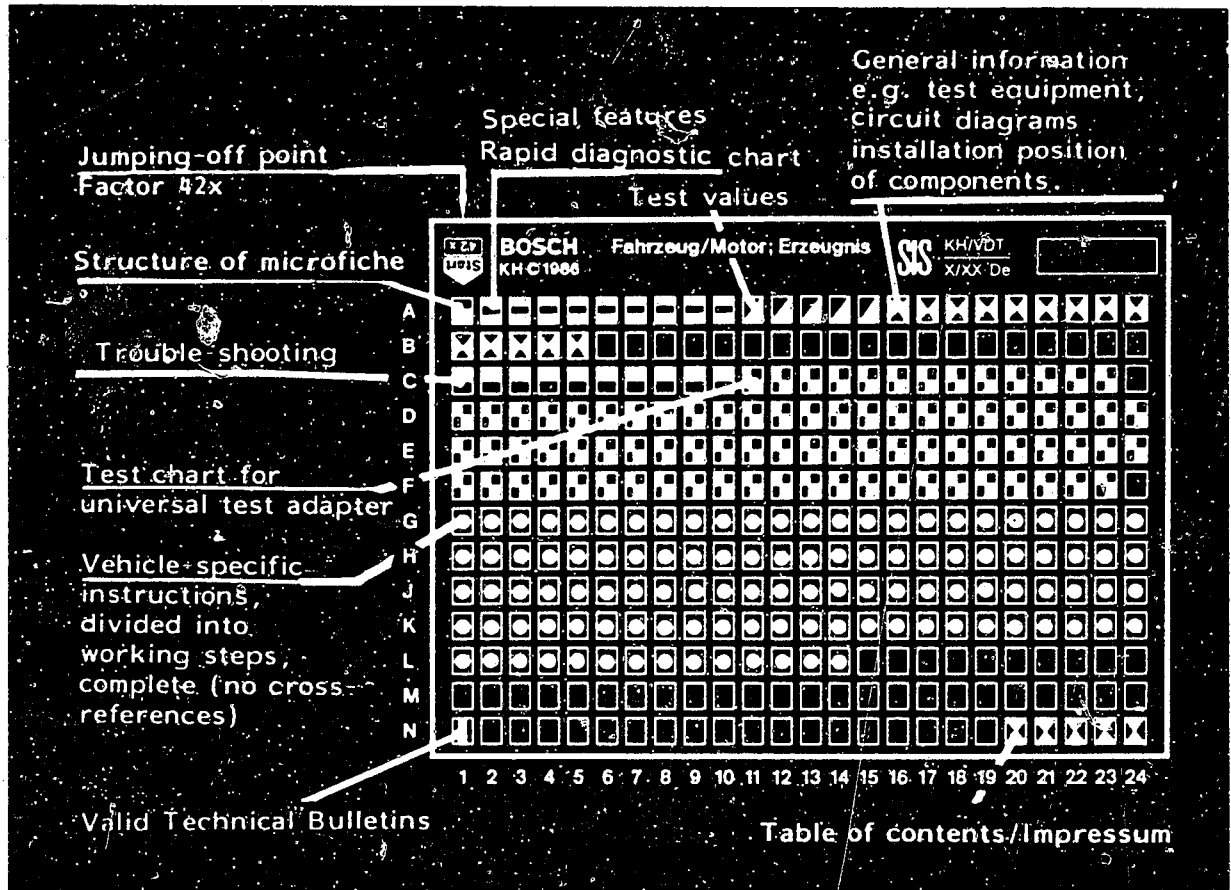 General information
e.g. test equipment,
circuit diagrams
installation position
of components.
Special features
Rapid diagnostic chart
Jumping-off point
Factor 42x
Test values
Start
42x
BOSCH
KH C 1986
Fahrzeug/Motor; Erzeugnis
SIS
KH/VDT
X/XX De
Structure of microfiche
A
B
Trouble shooting
C
D
E
Test chart for
universal test adapter
F
G
H
Vehicle-specific
instructions,
divided into
working steps,
complete (no cross-
references)
J
K
L
M
N
1 2 3 4 5 6 7 8 9 10 11 12 13 14 15 16 17 18 19 20 21 22 23 24
Valid Technical Bulletins
Table of contents/Impressum